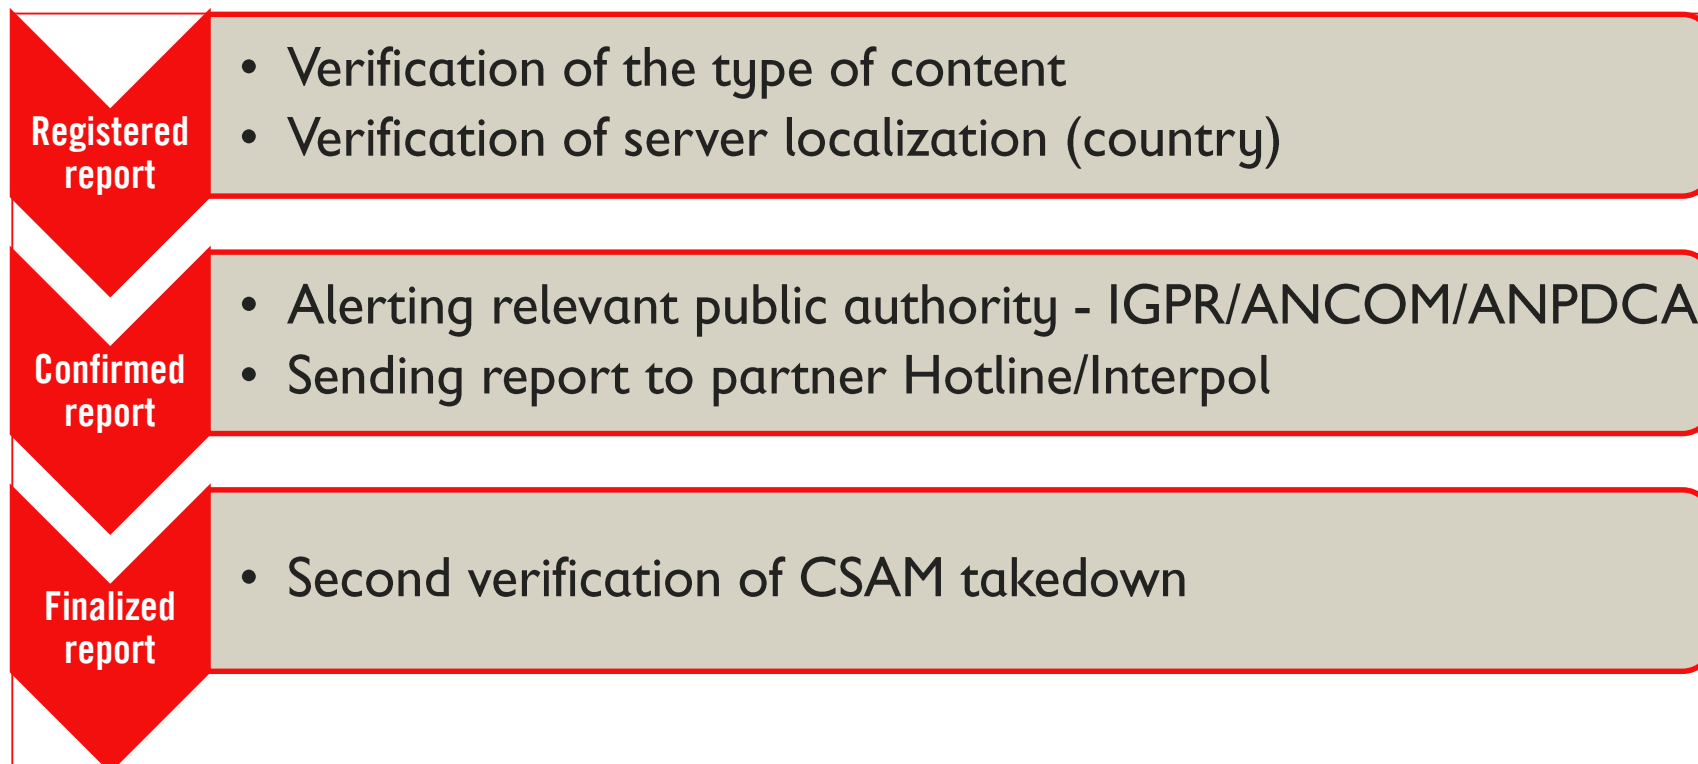 Registered
report
• Verification of the type of content
• Verification of server localization (country)
Confirmed
report
• Alerting relevant public authority - IGPR/ANCOM/ANPDCA
• Sending report to partner Hotline/Interpol
Finalized
report
• Second verification of CSAM takedown